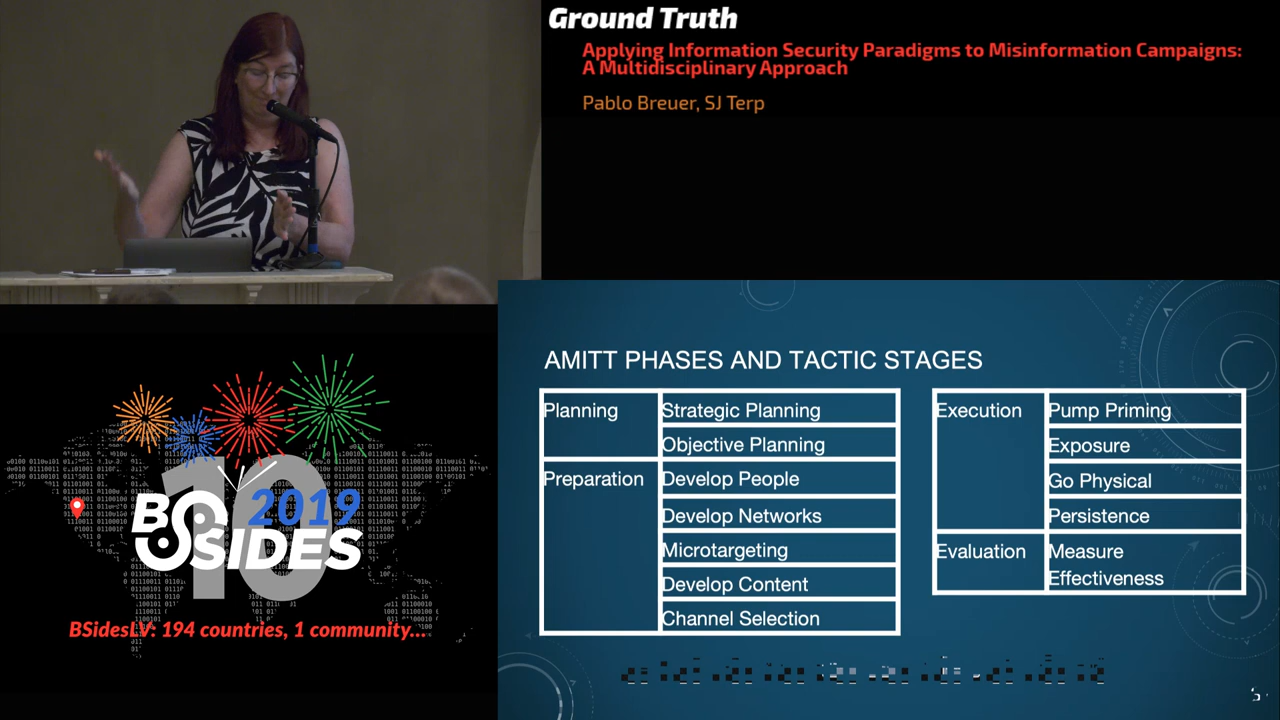 Ground Truth
Applying Information Security Paradigms to Misinformation Campaigns:
A Multidisciplinary Approach
Pablo Breuer, SJ Terp
AMITT PHASES AND TACTIC STAGES
Planning
Strategic Planning
Objective Planning
Preparation
Develop People
Develop Networks
Microtargeting
Develop Content
Channel Selection
Execution
Pump Priming
Exposure
Go Physical
Persistence
Evaluation
Measure
Effectiveness
10
2019
BSIDES
BSidesLV: 194 countries, 1 community...